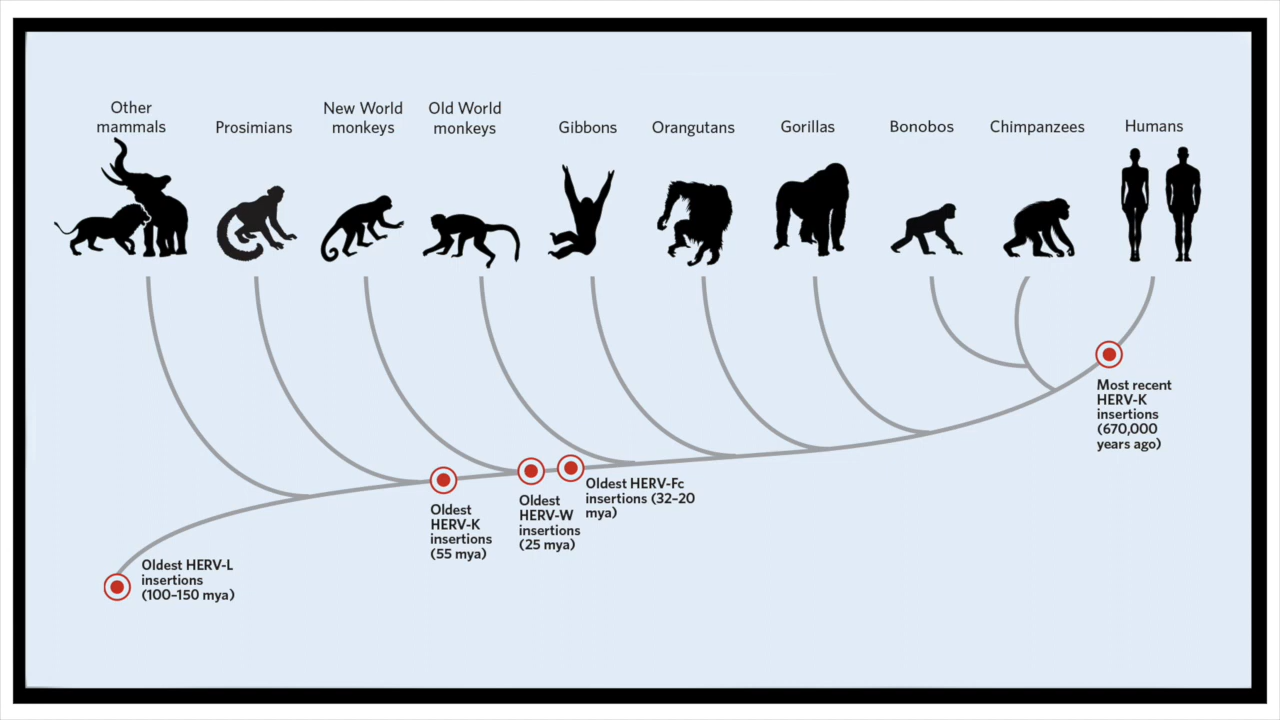 Other
mammals
Prosimians
New World
monkeys
Old World
monkeys
Gibbons
Orangutans
Gorillas
Bonobos
Chimpanzees
Humans
Most recent
HERV-K
insertions
(670,000
years ago)
Oldest HERV-Fc
insertions (32–20
mya)
Oldest
HERV-W
insertions
(25 mya)
Oldest
HERV-K
insertions
(55 mya)
Oldest HERV-L
insertions
(100–150 mya)